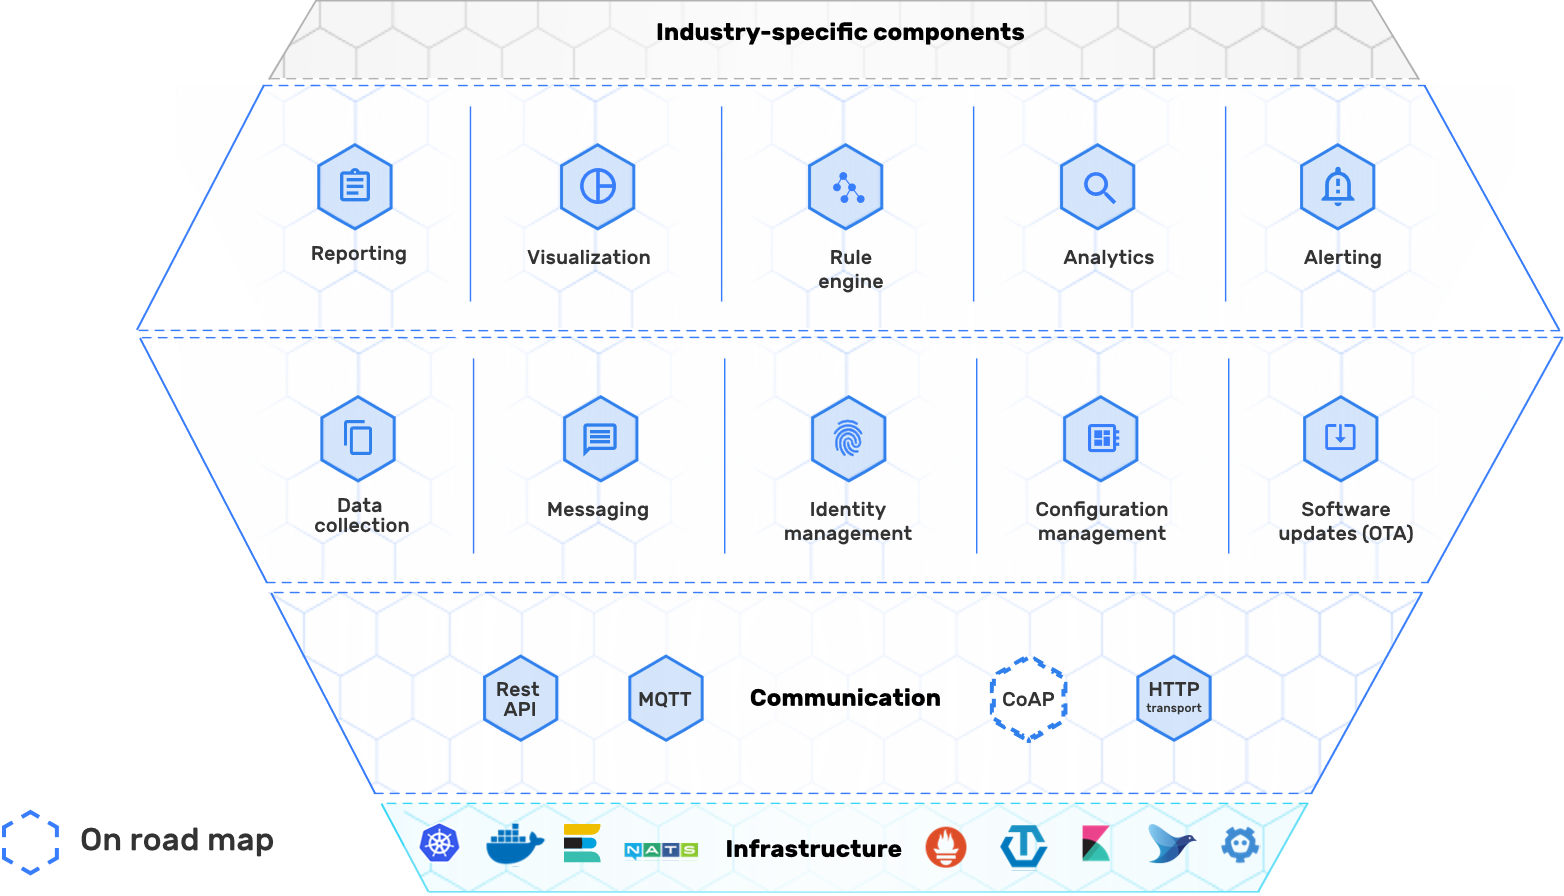 Industry-specific components
Reporting
Visualization
Rule
engine
Analytics
Alerting
Data
collection
Messaging
Identity
management
Configuration
management
Software
updates (OTA)
Rest
API
MQTT
Communication
CoAP
HTTP
transport
On road map
NATS
Infrastructure